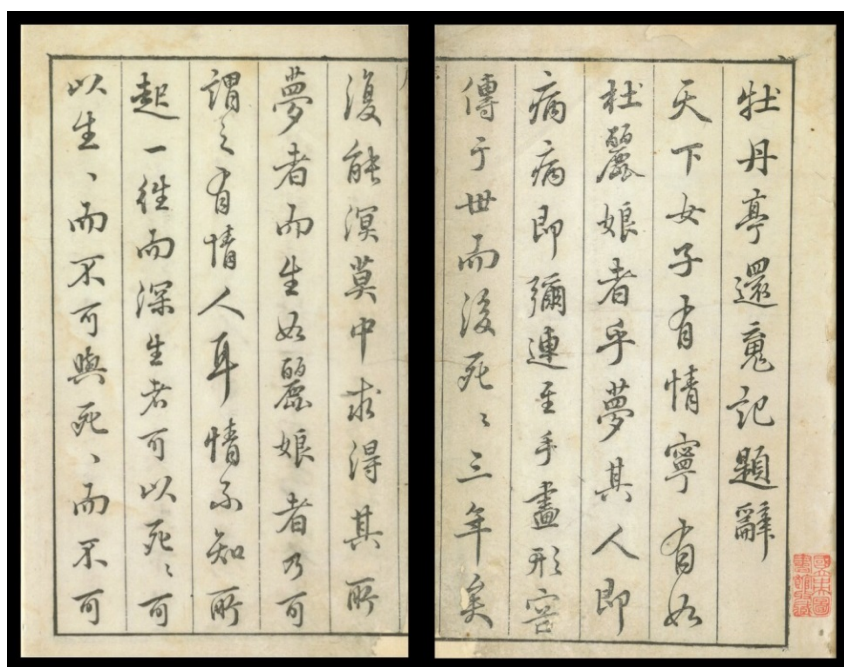 牡丹亭還魂記題辭
天下女子有情寧有如
杜麗娘者乎夢其人即
病病即彌連至手畫形容
傳于世而後死〻三年矣
復能溟莫中求得其所
夢者而生如麗娘者乃可
謂之有情人耳情不知所
起一往而深生者可以死〻可
以生〻而不可與死〻而不可